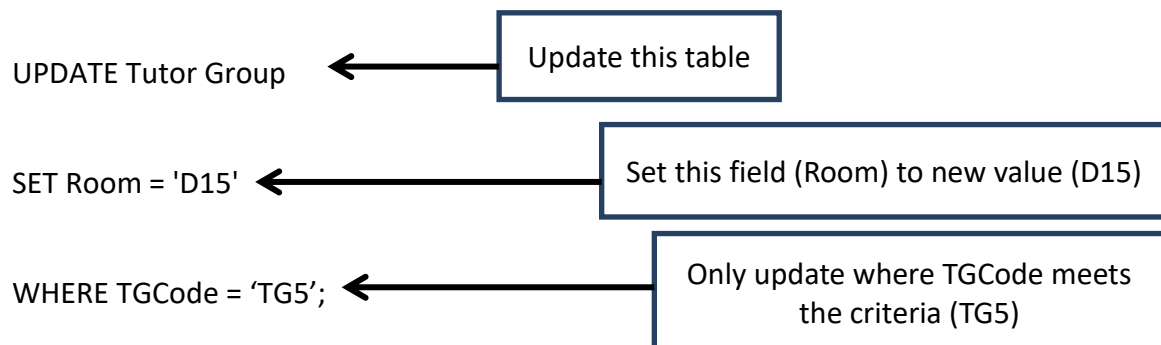 UPDATE Tutor Group
Update this table
SET Room = 'D15'
Set this field (Room) to new value (D15)
WHERE TGCode = ‘TG5’;
Only update where TGCode meets
the criteria (TG5)